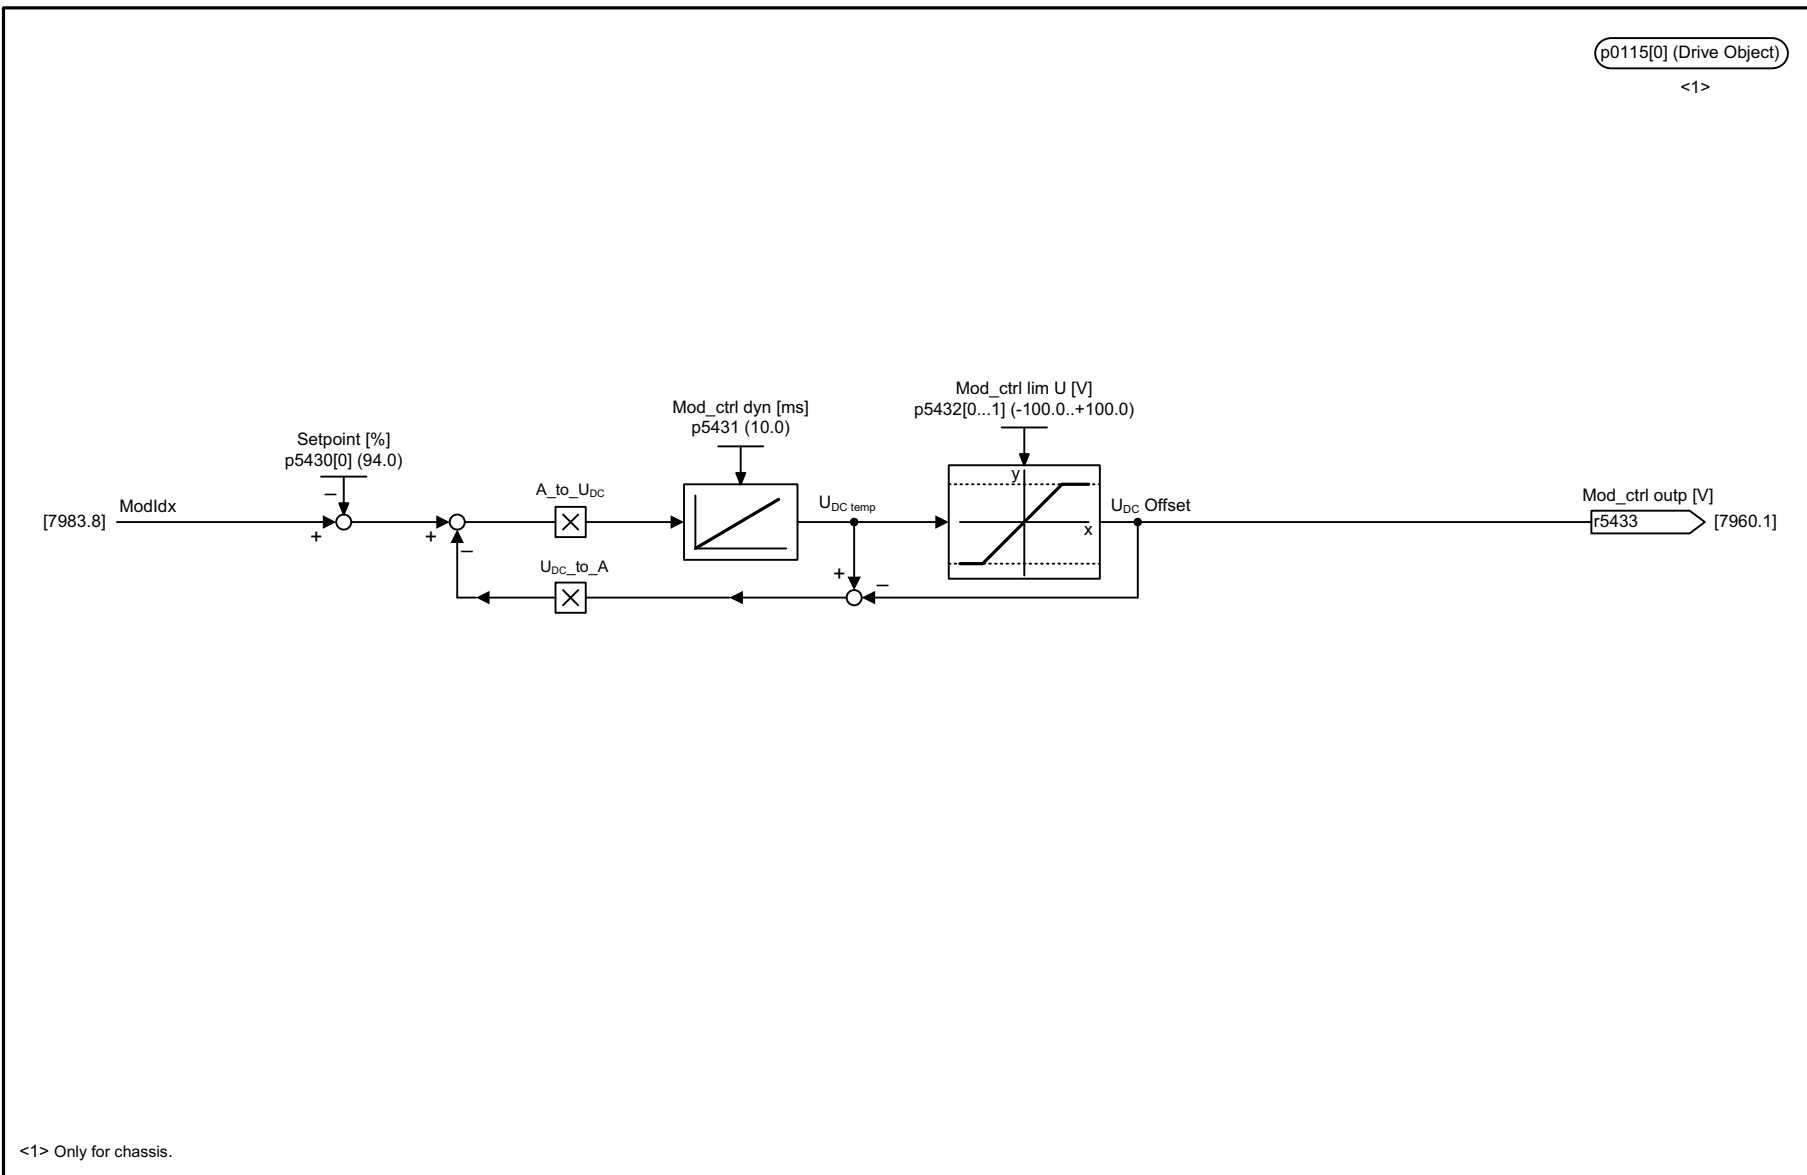 p0115[0] (Drive Object)
<1>
Mod_ctrl lim U [V]
p5432[0...1] (-100.0..+100.0)
Mod_ctrl dyn [ms]
p5431 (10.0)
Setpoint [%]
p5430[0] (94.0)
[7983.8]
ModIdx
–
+
+
–
A_to_UDC
UDC_to_A
UDC temp
+
–
y
x
UDC Offset
Mod_ctrl outp [V]
r5433
[7960.1]
<1> Only for chassis.